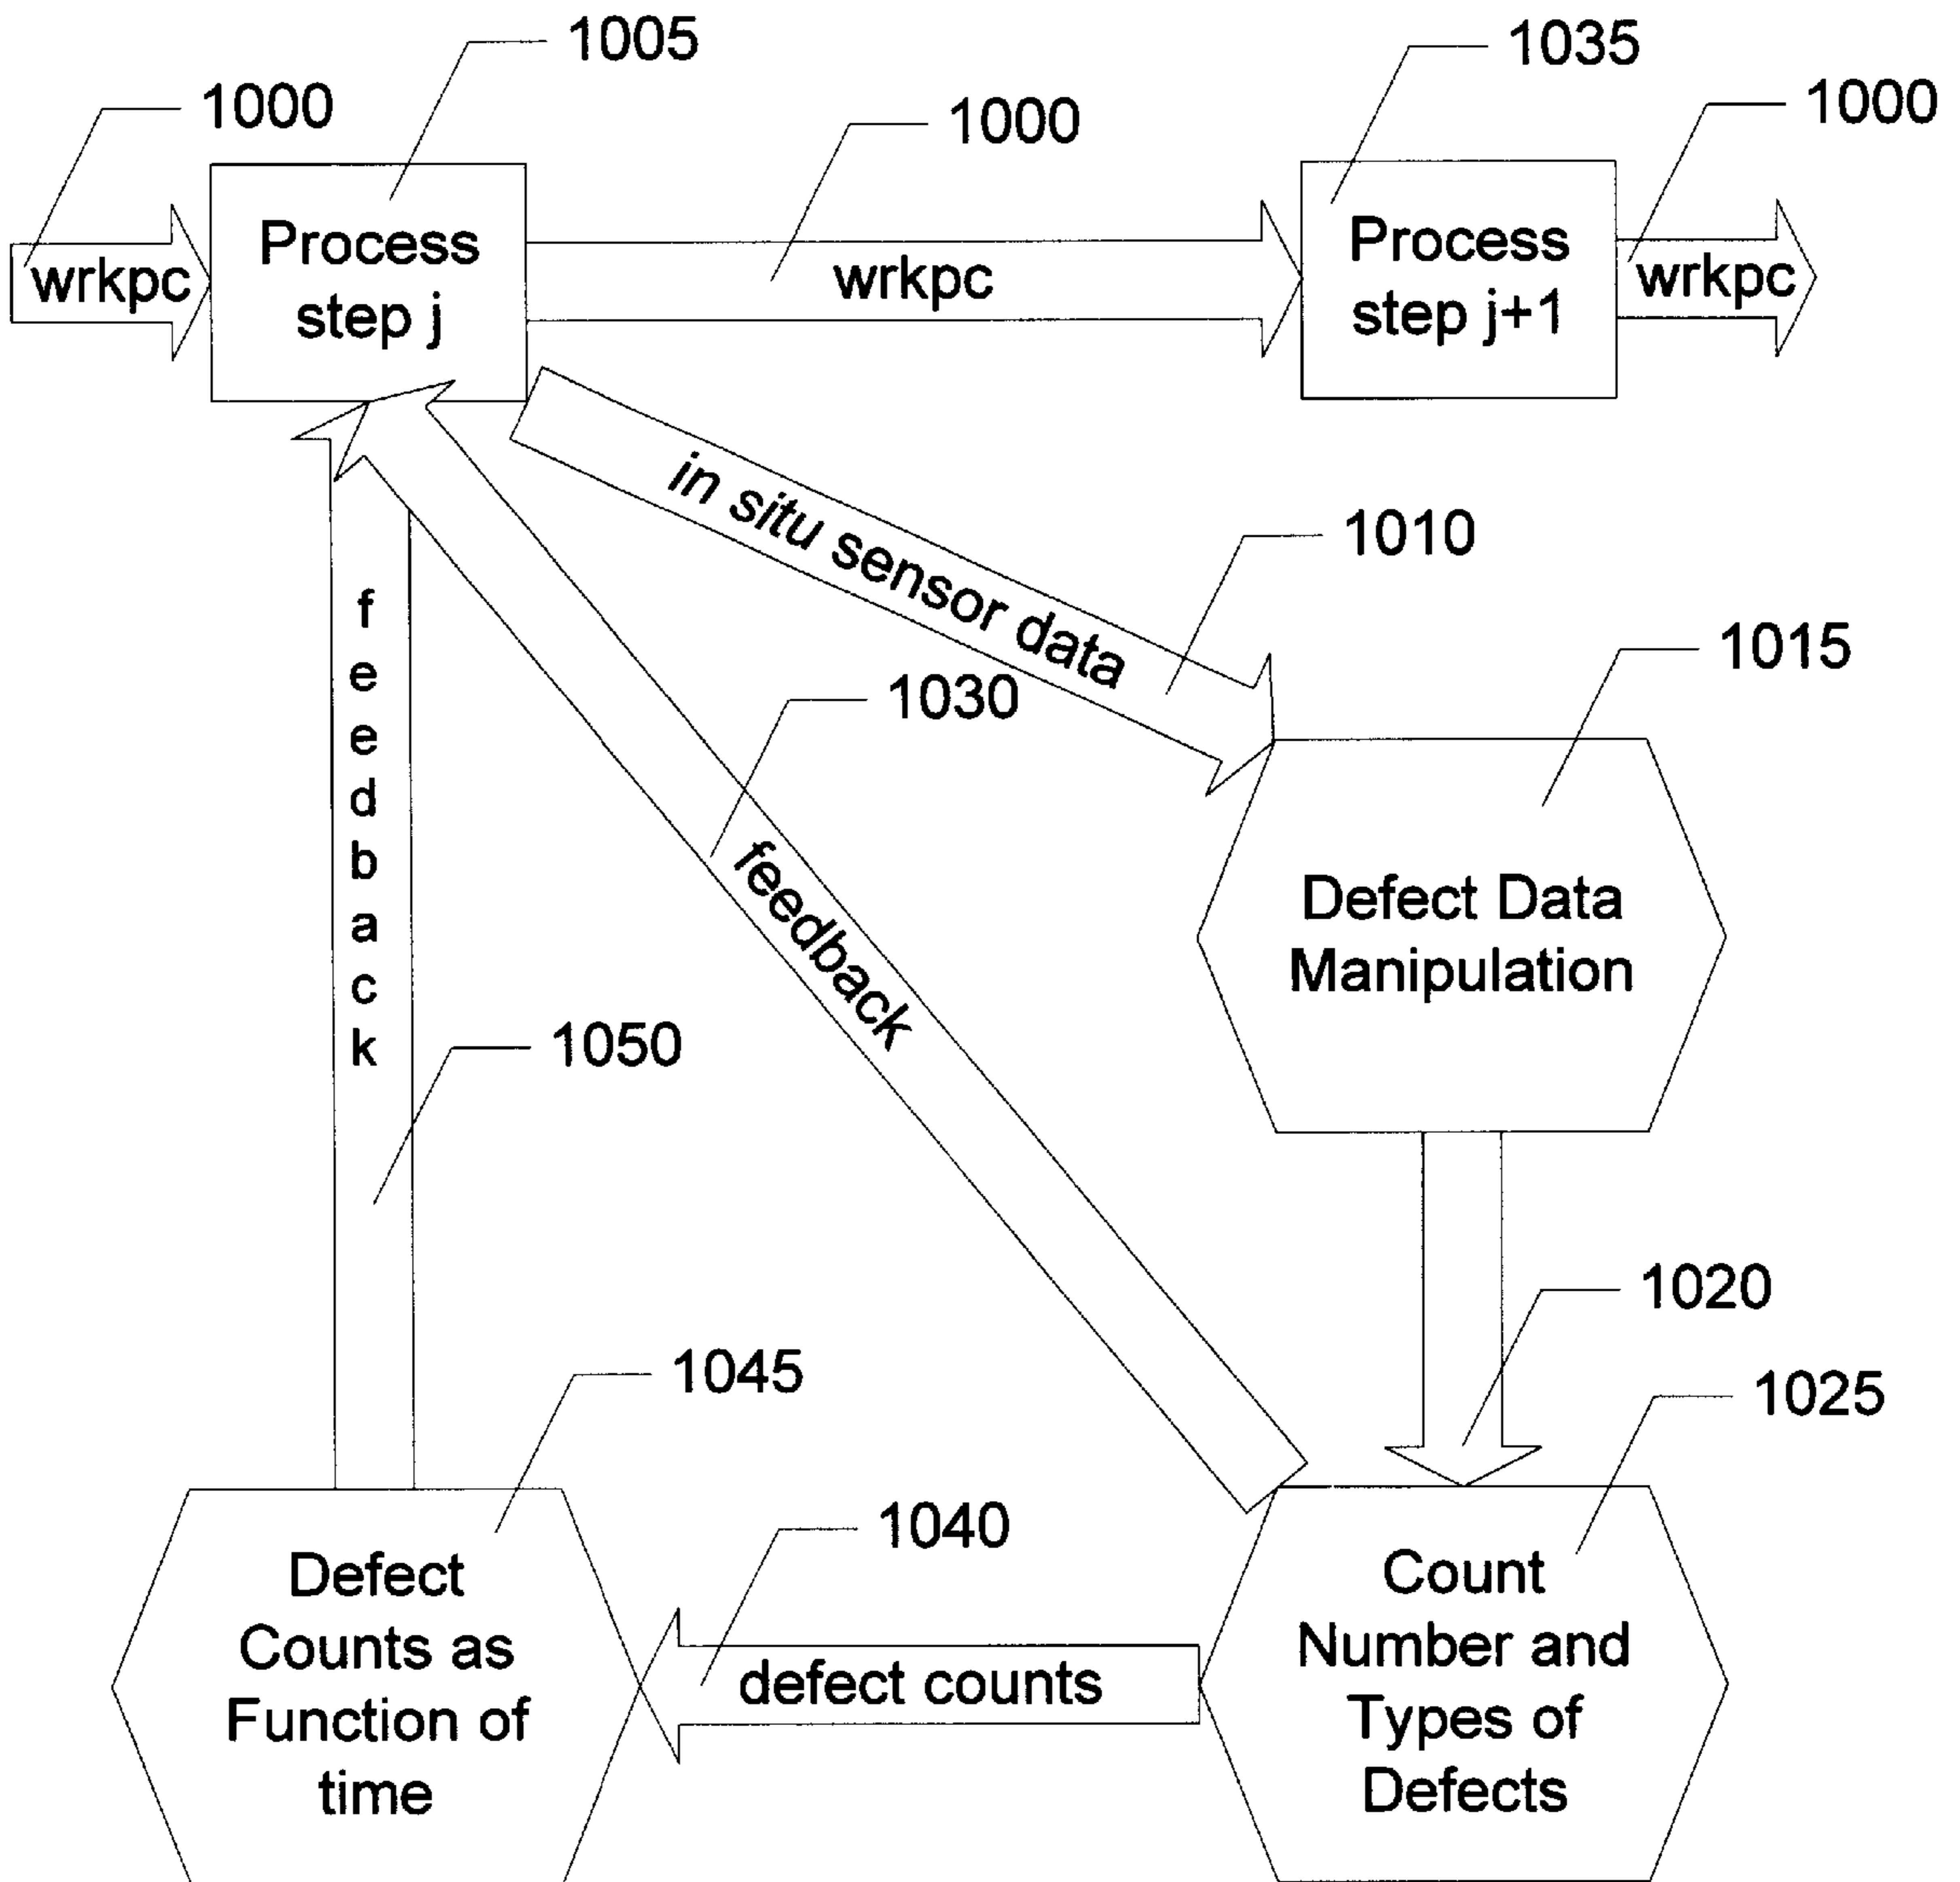 1005
1035
1000
1000
1000
Process
step j
Process
step j+1
wrkpc
wrkpc
wrkpc
in situ sensor data
1010
1015
1030
feedback
feedback
Defect Data
Manipulation
1050
1020
1045
1025
1040
Defect
Counts as
Function of
time
defect counts
Count
Number and
Types of
Defects